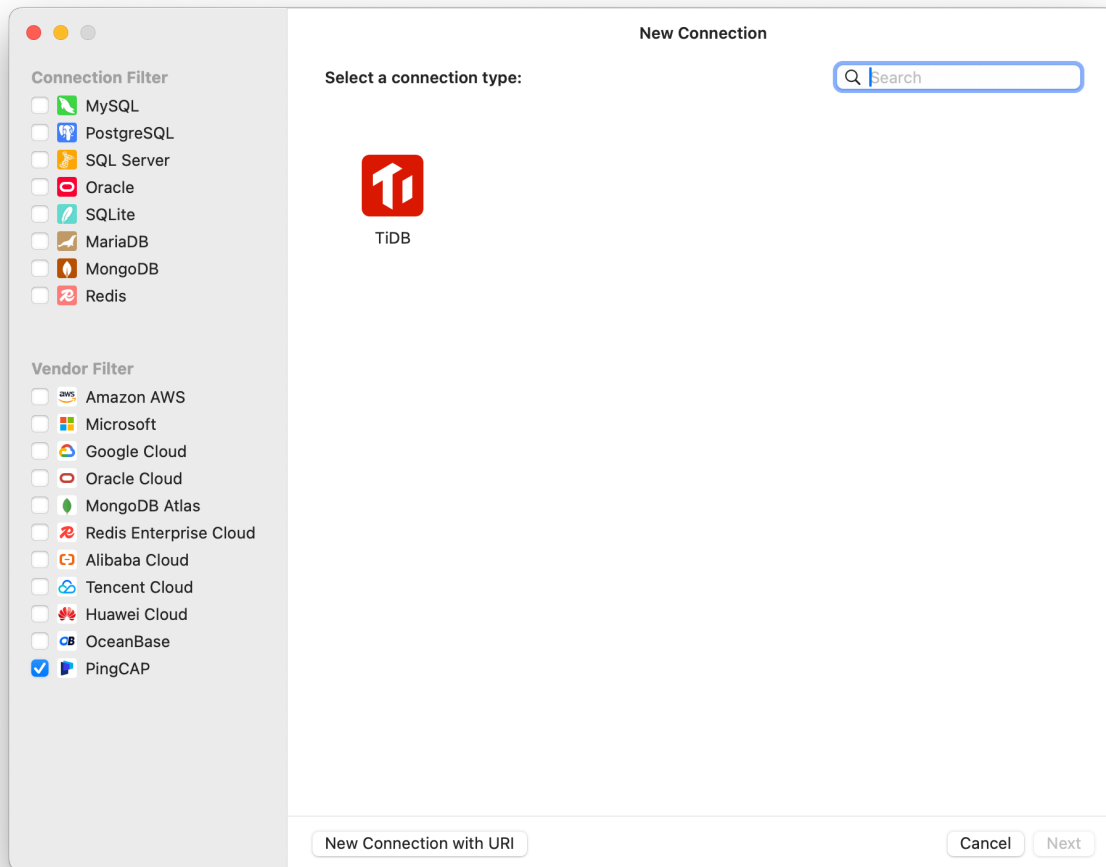 New Connection
Connection Filter
MySQL
PostgreSQL
SQL Server
Oracle
SQLite
MariaDB
MongoDB
Redis
Vendor Filter
aws Amazon AWS
Microsoft
Google Cloud
Oracle Cloud
MongoDB Atlas
Redis Enterprise Cloud
Alibaba Cloud
Tencent Cloud
Huawei Cloud
OB OceanBase
PingCAP
Select a connection type:
Search
TiDB
New Connection with URI
Cancel
Next